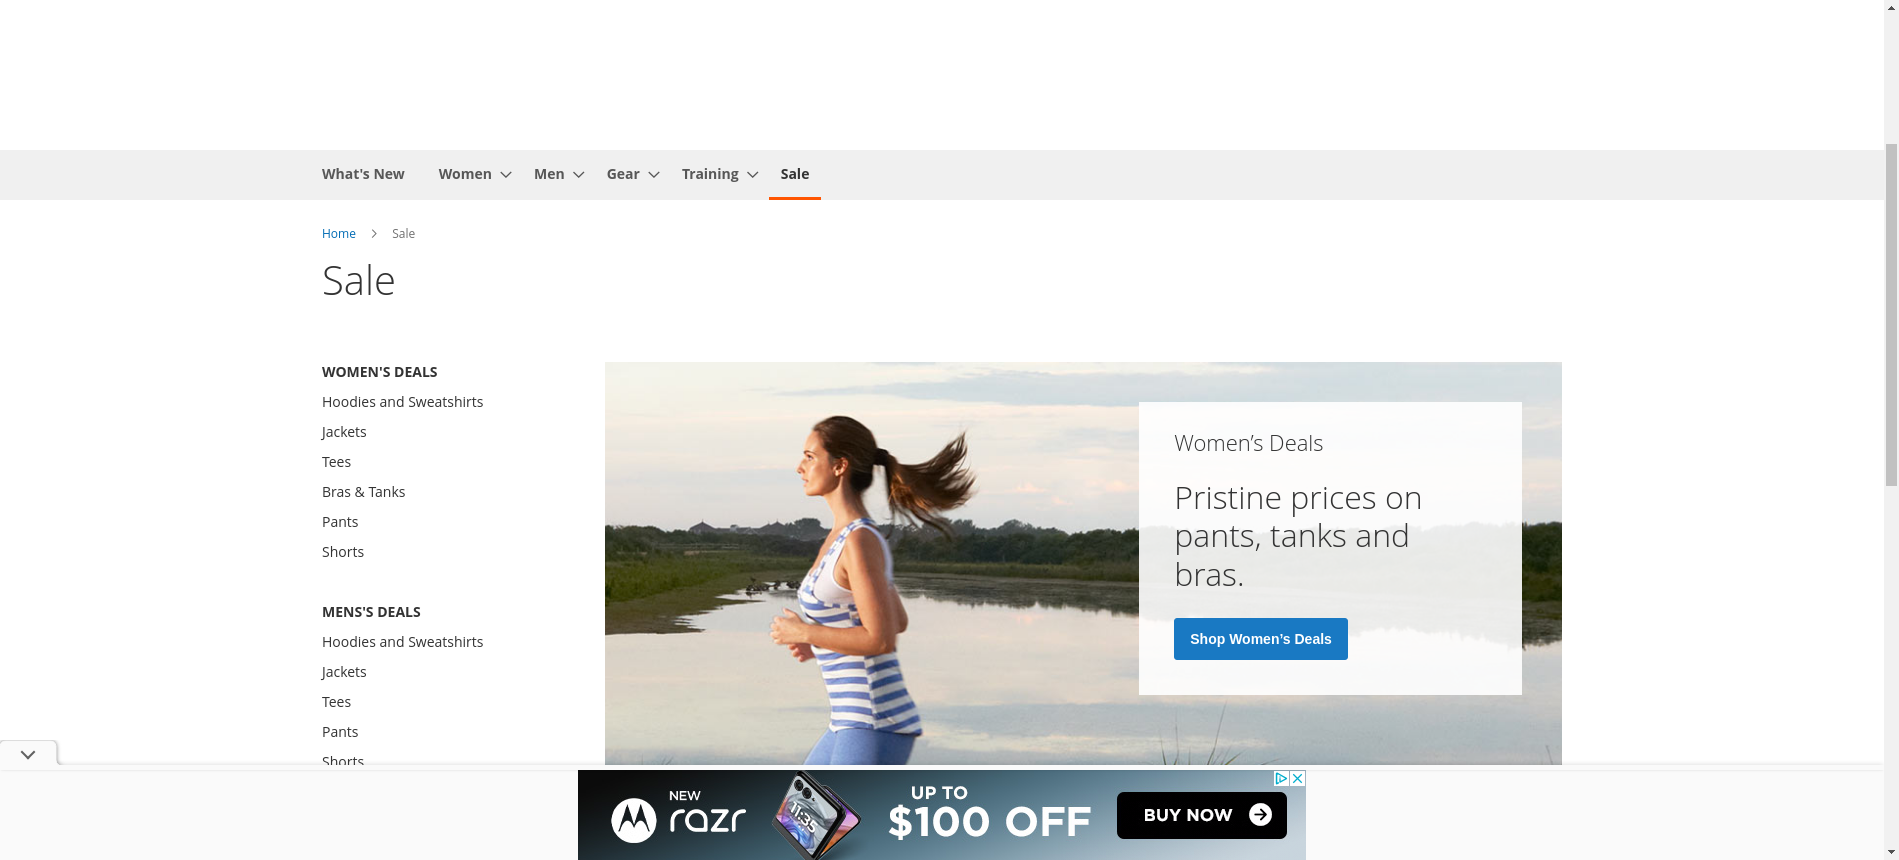 What's New
Women
Men
Gear
Training
Sale
Home
Sale
Sale
WOMEN'S DEALS
Hoodies and Sweatshirts
Jackets
Tees
Bras & Tanks
Pants
Shorts
MENS'S DEALS
Hoodies and Sweatshirts
Jackets
Tees
Pants
Shorts
Women’s Deals
Pristine prices on
pants, tanks and
bras.
Shop Women’s Deals
NEW
razr
11:35
UP TO
$100 OFF
BUY NOW